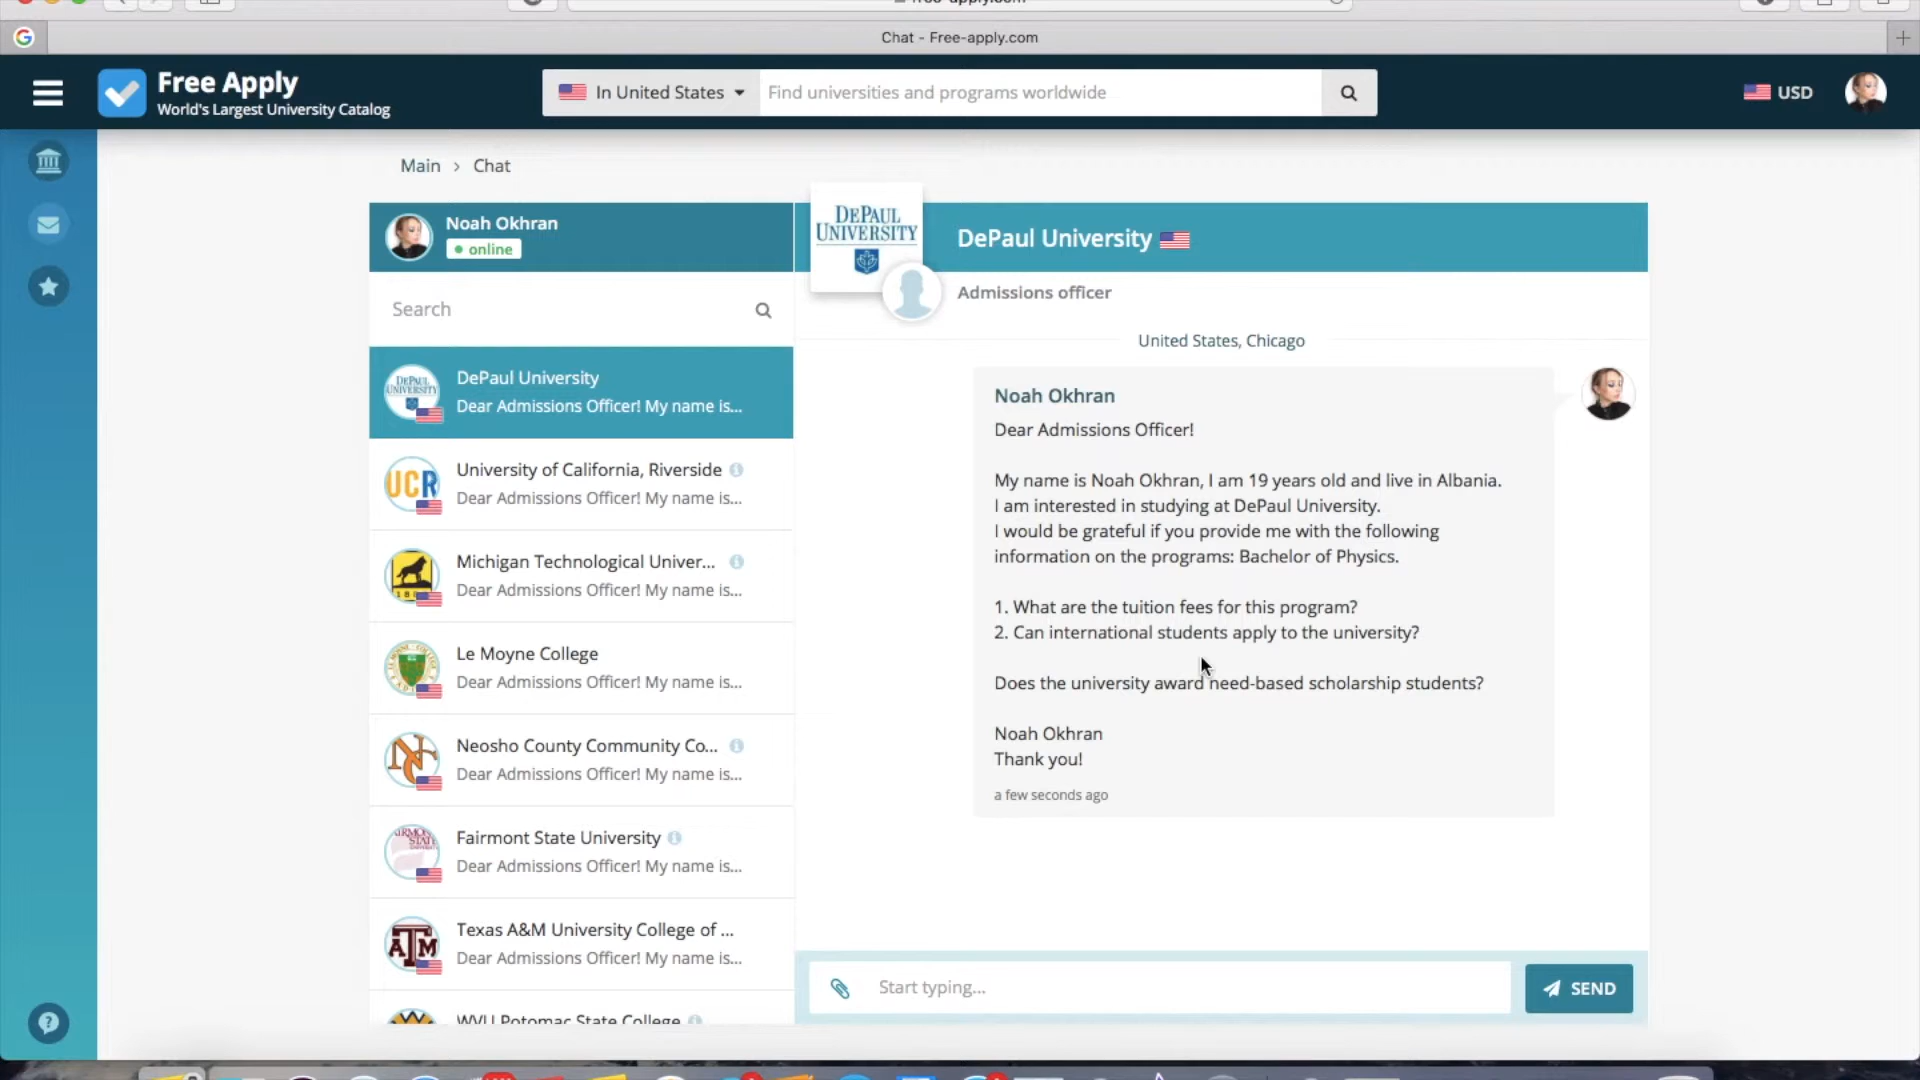 Chat - Free-apply.com
Free Apply
World's Largest University Catalog
In United States
Find universities and programs worldwide
USD
Main > Chat
Noah Okhran
online
Search
DePaul University
Dear Admissions Officer! My name is...
University of California, Riverside
Dear Admissions Officer! My name is...
Michigan Technological Univer...
Dear Admissions Officer! My name is...
Le Moyne College
Dear Admissions Officer! My name is...
Neosho County Community Co...
Dear Admissions Officer! My name is...
Fairmont State University
Dear Admissions Officer! My name is...
Texas A&M University College of ...
Dear Admissions Officer! My name is...
WVU Potomac State College
DEPAUL
UNIVERSITY
DePaul University
Admissions officer
United States, Chicago
Noah Okhran
Dear Admissions Officer!
My name is Noah Okhran, I am 19 years old and live in Albania.
I am interested in studying at DePaul University.
I would be grateful if you provide me with the following
information on the programs: Bachelor of Physics.
1. What are the tuition fees for this program?
2. Can international students apply to the university?
Does the university award need-based scholarship students?
Noah Okhran
Thank you!
a few seconds ago
Start typing...
SEND